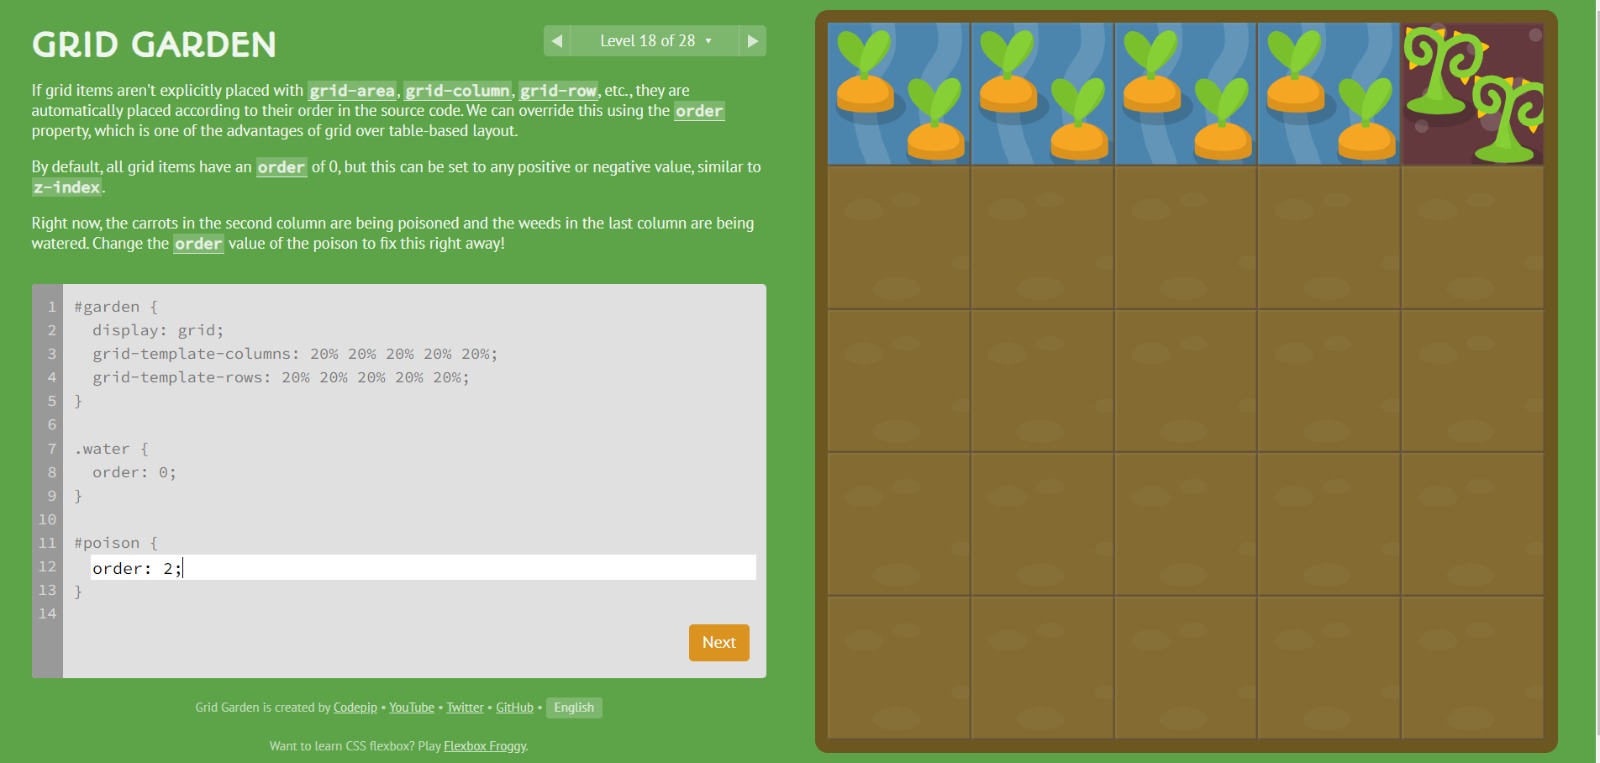 GRID GARDEN
Level 18 of 28
If grid items aren't explicitly placed with grid-area, grid-column, grid-row, etc., they are
automatically placed according to their order in the source code. We can override this using the order
property, which is one of the advantages of grid over table-based layout.
By default, all grid items have an order of 0, but this can be set to any positive or negative value, similar to
z-index.
Right now, the carrots in the second column are being poisoned and the weeds in the last column are being
watered. Change the order value of the poison to fix this right away!
1 #garden {
2 display: grid;
3 grid-template-columns: 20% 20% 20% 20% 20%;
4 grid-template-rows: 20% 20% 20% 20% 20%;
5 }
6
7 .water {
8 order: 0;
9 }
10
11 #poison {
12 order: 2;
13 }
14
Next
Grid Garden is created by Codepip • YouTube • Twitter • GitHub • English
Want to learn CSS flexbox? Play Flexbox Froggy.